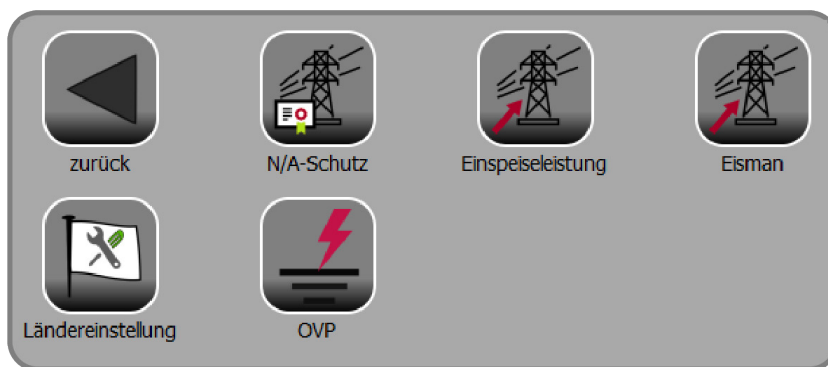 zurück
N/A-Schutz
Einspeiseleistung
Eisman
Ländereinstellung
OVP